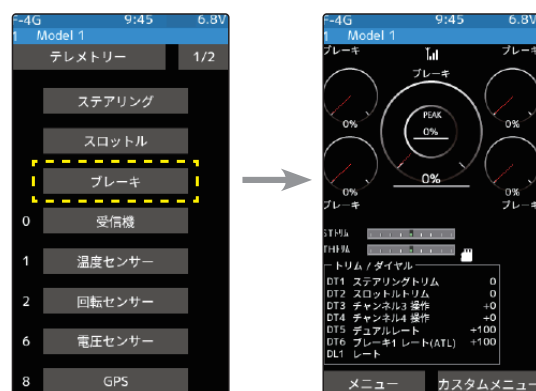 F-4G 9:45 6.8V
1 Model 1
テレメトリー 1/2
ステアリング
スロットル
ブレーキ
0 受信機
1 温度センサー
2 回転センサー
6 電圧センサー
8 GPS
F-4G 9:45 6.8V
1 Model 1
ブレーキ ブレーキ
ブレーキ
PEAK
0% 0% 0%
0%
0% 0%
ブレーキ ブレーキ
ST.トリム
TH.トリム
トリム / ダイヤル
DT1 ステアリングトリム 0
DT2 スロットルトリム 0
DT3 チャンネル3 操作 +0
DT4 チャンネル4 操作 +0
DT5 デュアルレート +100
DT6 ブレーキ1 レート(ATL) +100
DL1 レート
メニュー カスタムメニュー